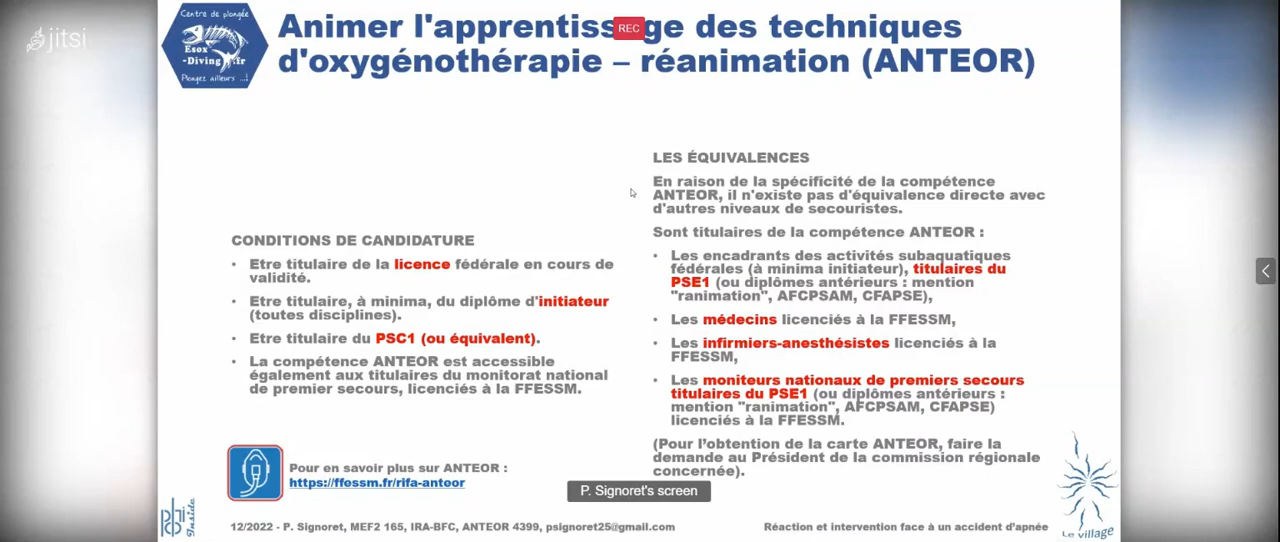 jitsi
Centre de plongée
Esox
-Diving.fr
Plongez ailleurs ...!
REC
Animer l'apprentissage des techniques
d'oxygénothérapie – réanimation (ANTEOR)
CONDITIONS DE CANDIDATURE
• Etre titulaire de la licence fédérale en cours de
validité.
• Etre titulaire, à minima, du diplôme d'initiateur
(toutes disciplines).
• Etre titulaire du PSC1 (ou équivalent).
• La compétence ANTEOR est accessible
également aux titulaires du monitorat national
de premier secours, licenciés à la FFESSM.
Pour en savoir plus sur ANTEOR :
https://ffessm.fr/rifa-anteor
LES ÉQUIVALENCES
En raison de la spécificité de la compétence
ANTEOR, il n'existe pas d'équivalence directe avec
d'autres niveaux de secouristes.
Sont titulaires de la compétence ANTEOR :
• Les encadrants des activités subaquatiques
fédérales (à minima initiateur), titulaires du
PSE1 (ou diplômes antérieurs : mention
"ranimation", AFCPSAM, CFAPSE),
• Les médecins licenciés à la FFESSM,
• Les infirmiers-anesthésistes licenciés à la
FFESSM,
• Les moniteurs nationaux de premiers secours
titulaires du PSE1 (ou diplômes antérieurs :
mention "ranimation", AFCPSAM, CFAPSE)
licenciés à la FFESSM.
(Pour l'obtention de la carte ANTEOR, faire la
demande au Président de la commission régionale
concernée).
P. Signoret's screen
Inside
12/2022 - P. Signoret, MEF2 165, IRA-BFC, ANTEOR 4399, psignoret25@gmail.com
Réaction et intervention face à un accident d'apnée
Le village